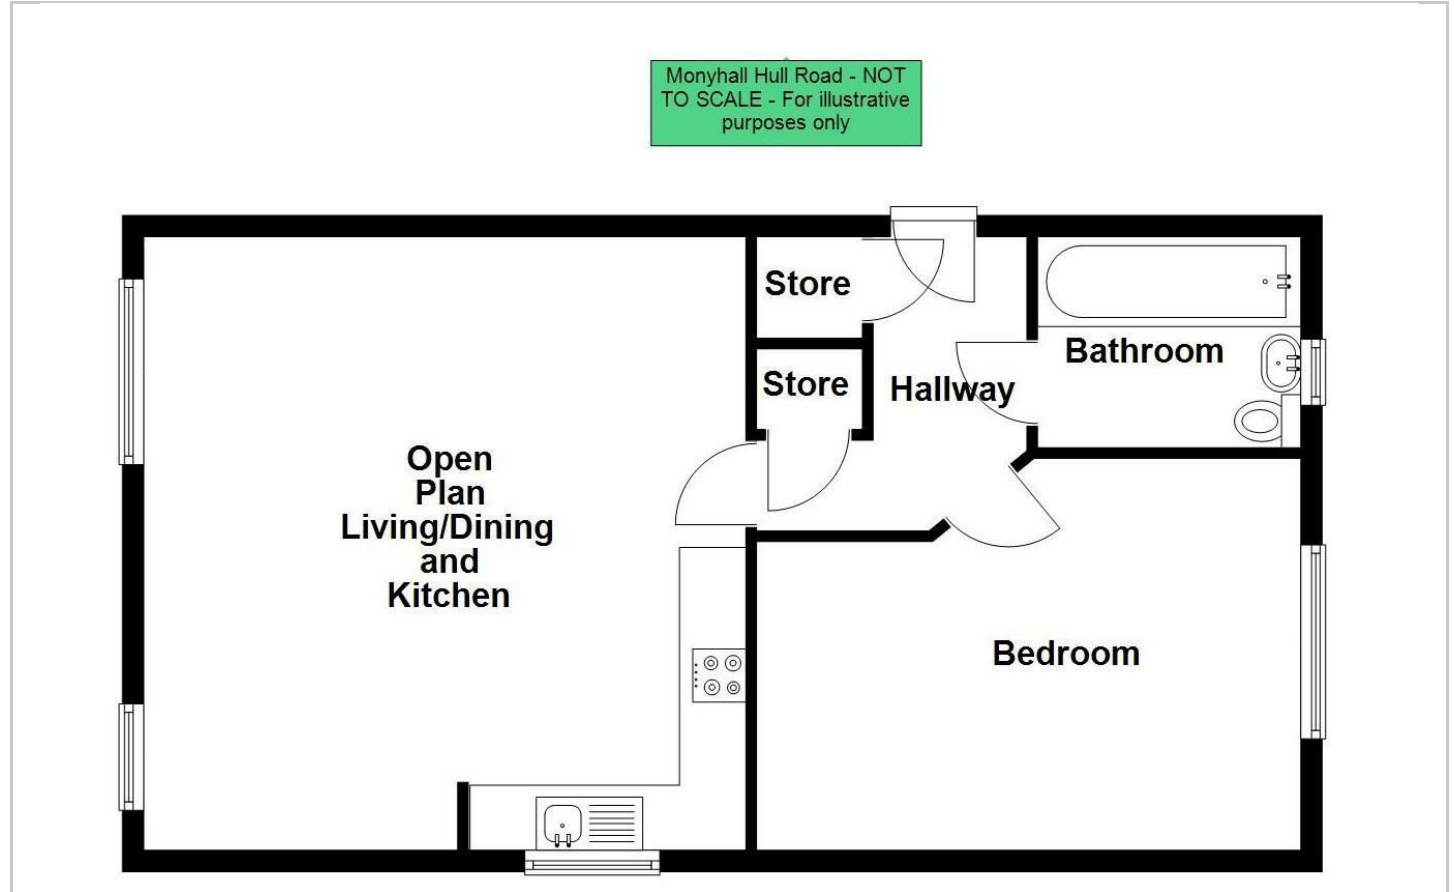 Monyhall Hull Road - NOT
TO SCALE - For illustrative
purposes only
Store
Store
Bathroom
Hallway
Open
Plan
Living/Dining
and
Kitchen
Bedroom